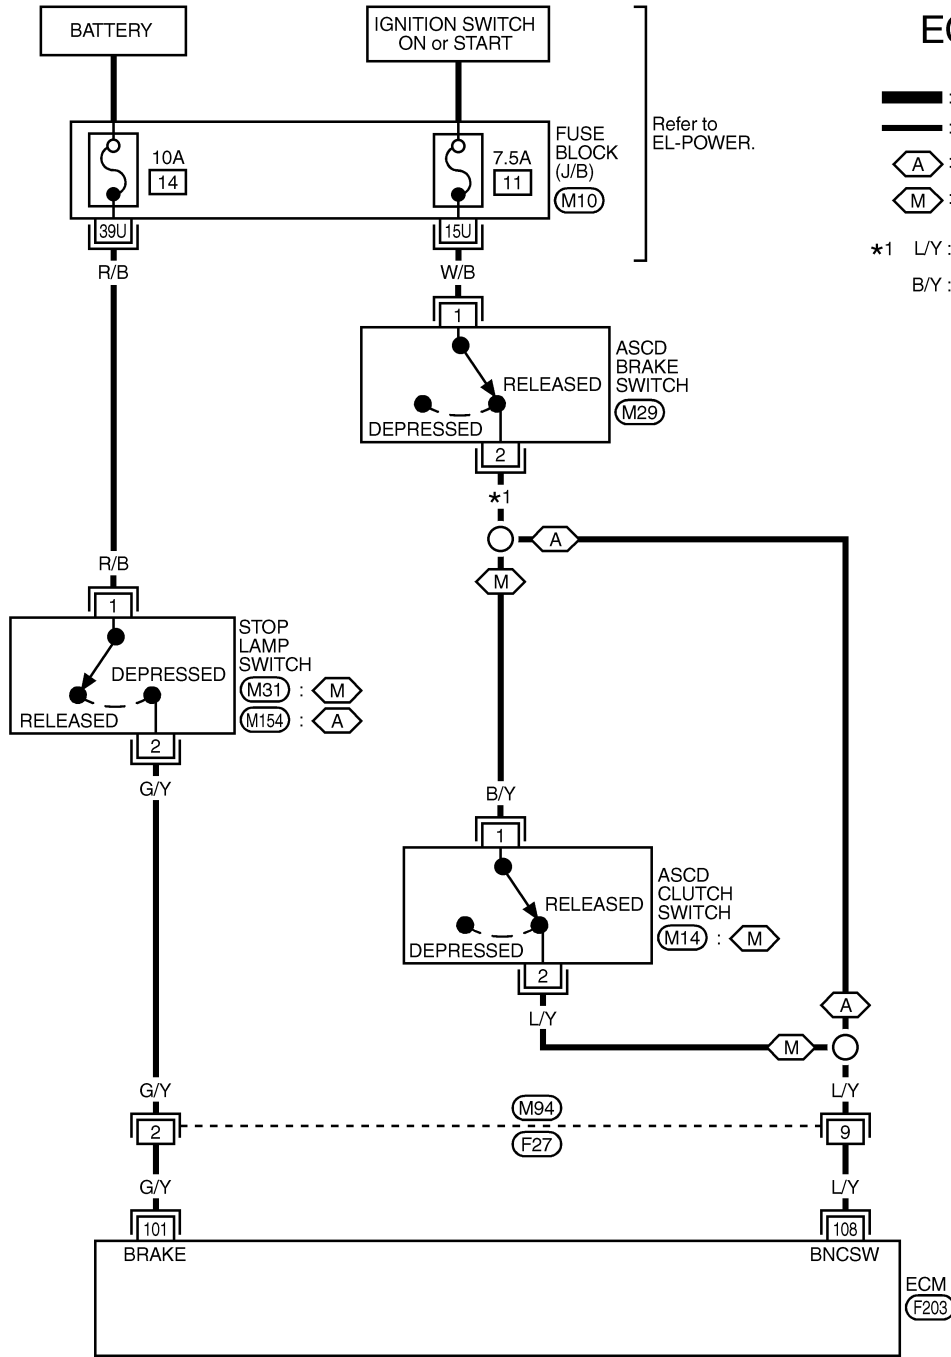 BATTERY
IGNITION SWITCH
ON or START
Refer to
EL-POWER.
10A
14
7.5A
11
FUSE
BLOCK
(J/B)
M10
A :
M :
*1 L/Y :
B/Y :
39U
15U
R/B
W/B
1
ASCD
BRAKE
SWITCH
M29
RELEASED
DEPRESSED
2
*1
A
M
R/B
1
STOP
LAMP
SWITCH
M31 : M
M154 : A
DEPRESSED
RELEASED
2
G/Y
B/Y
1
ASCD
CLUTCH
SWITCH
M14 : M
RELEASED
DEPRESSED
2
L/Y
A
M
G/Y
L/Y
2
M94
F27
9
G/Y
L/Y
101
108
BRAKE
BNCSW
ECM
F203